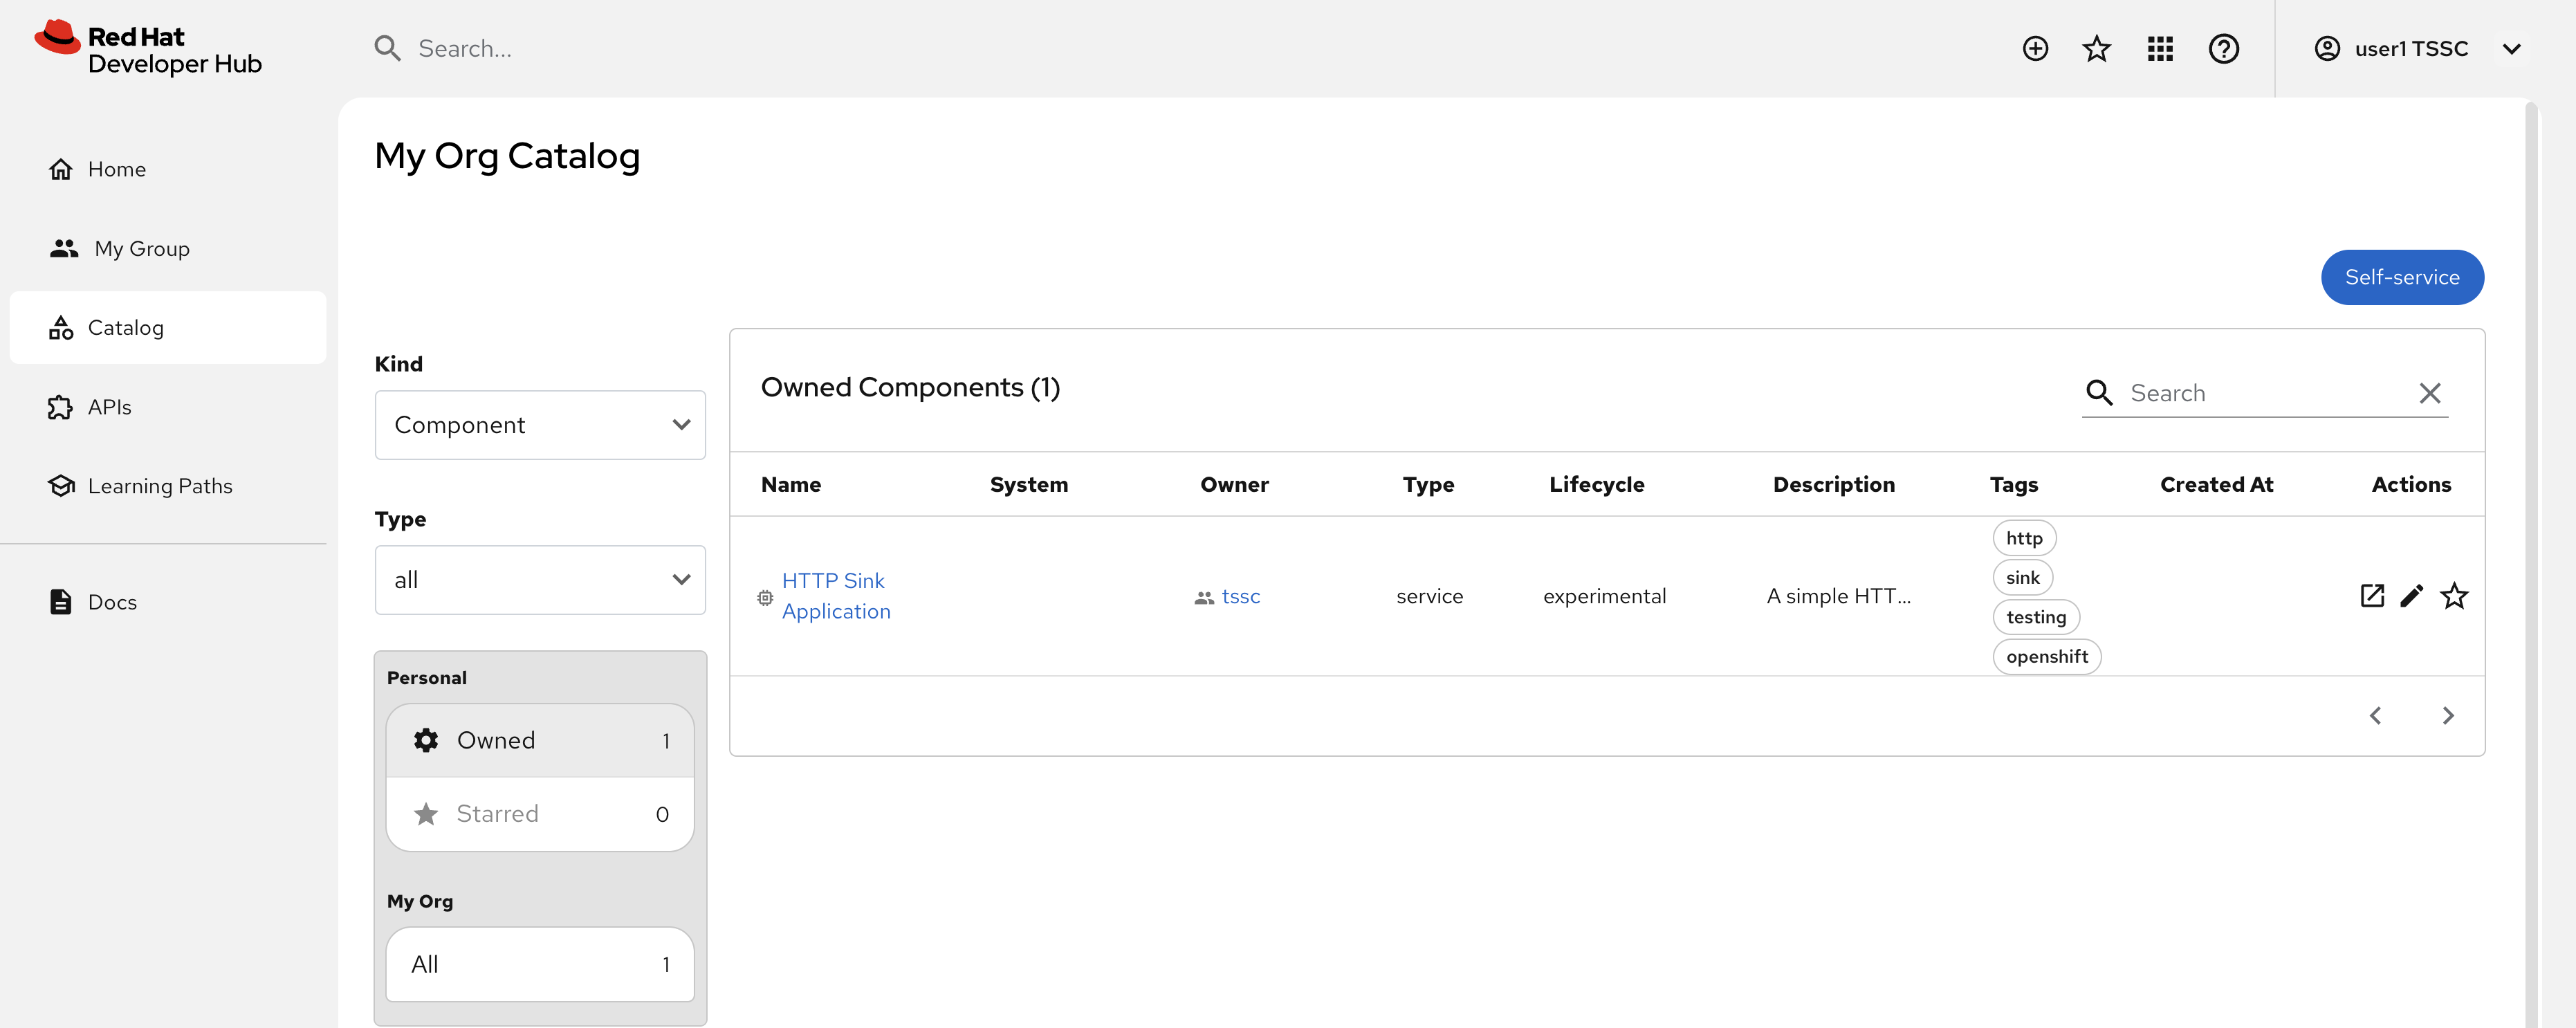 Red Hat
Developer Hub
Search...
user1 TSSC
Home
My Group
Catalog
APIs
Learning Paths
Docs
My Org Catalog
Self-service
Kind
Component
Type
all
Personal
Owned 1
Starred 0
My Org
All 1
Owned Components (1)
Search
Name System Owner Type Lifecycle Description Tags Created At Actions
HTTP Sink
Application
tssc
service
experimental
A simple HTT...
http
sink
testing
openshift